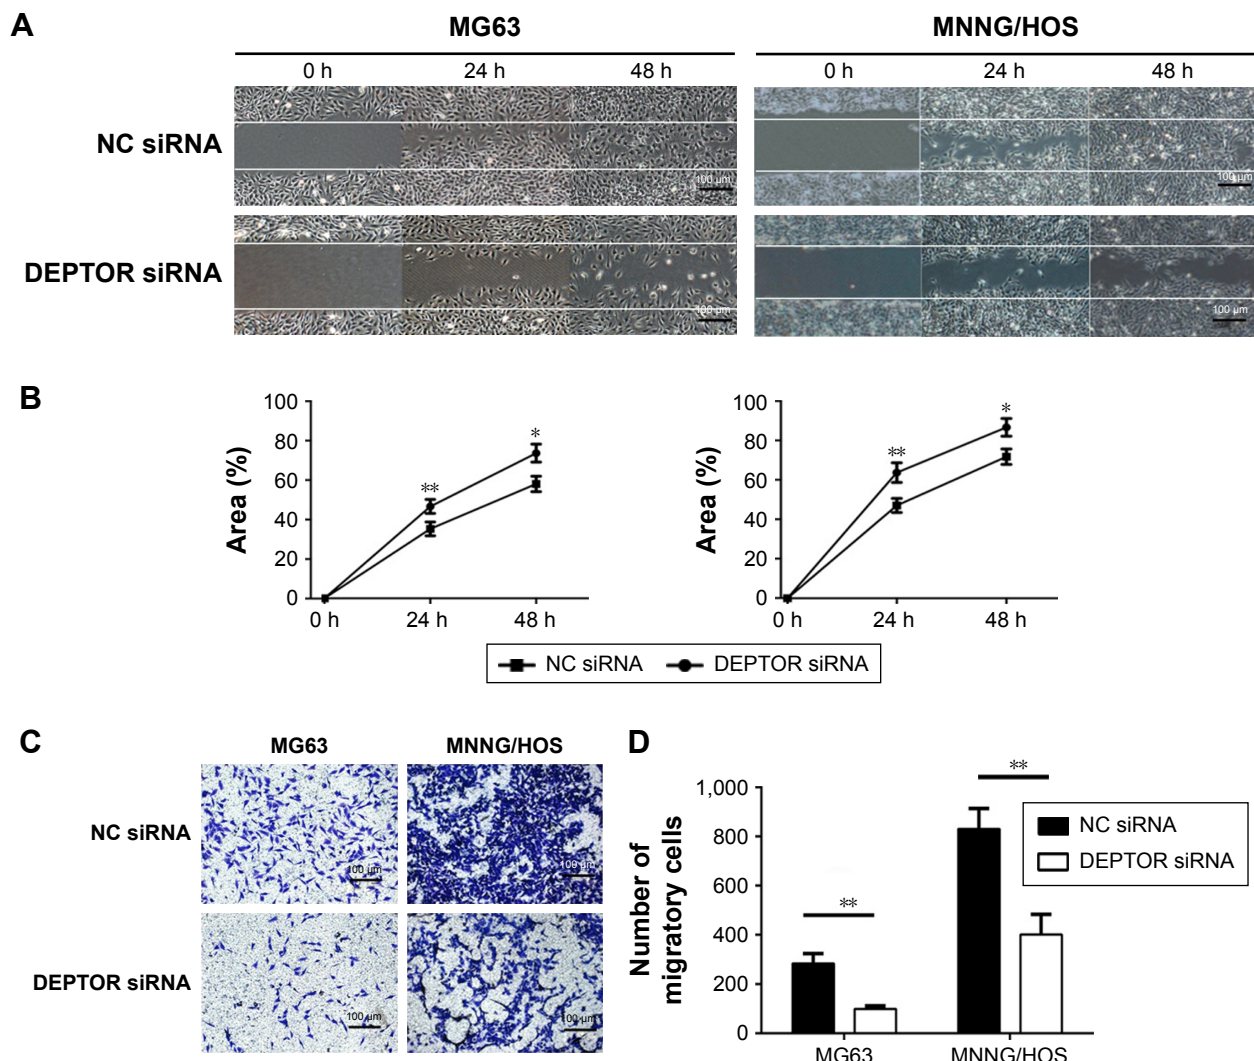 A
MG63
MNNG/HOS
0 h 24 h 48 h
0 h 24 h 48 h
NC siRNA
100 µm
100 µm
DEPTOR siRNA
100 µm
100 µm
B
Area (%)
100
80
60
40
20
0
0 h 24 h 48 h
**
*
Area (%)
100
80
60
40
20
0
0 h 24 h 48 h
**
*
NC siRNA DEPTOR siRNA
C
MG63 MNNG/HOS
NC siRNA
100 µm
100 µm
DEPTOR siRNA
100 µm
100 µm
D
Number of
migratory cells
1,000
800
600
400
200
0
**
**
NC siRNA
DEPTOR siRNA
MG63 MNNG/HOS